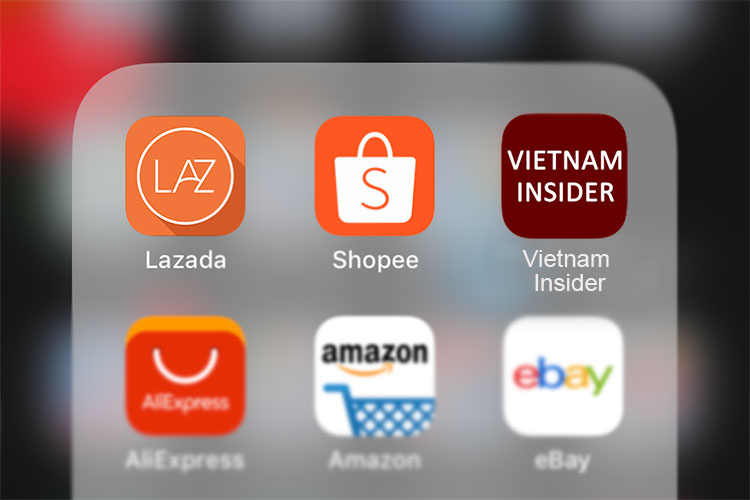 LAZ
S
VIETNAM
INSIDER
Lazada
Shopee
Vietnam
Insider
AliExpress
amazon
ebay
AliExpress
Amazon
eBay